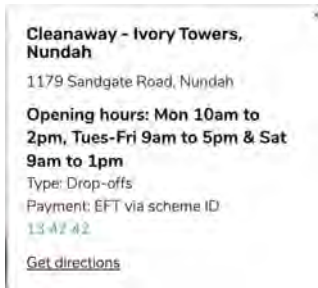 Cleanaway - Ivory Towers,
Nundah
1179 Sandgate Road, Nundah
Opening hours: Mon 10am to
2pm, Tues-Fri 9am to 5pm & Sat
9am to 1pm
Type: Drop-offs
Payment: EFT via scheme ID
13 42 42
Get directions